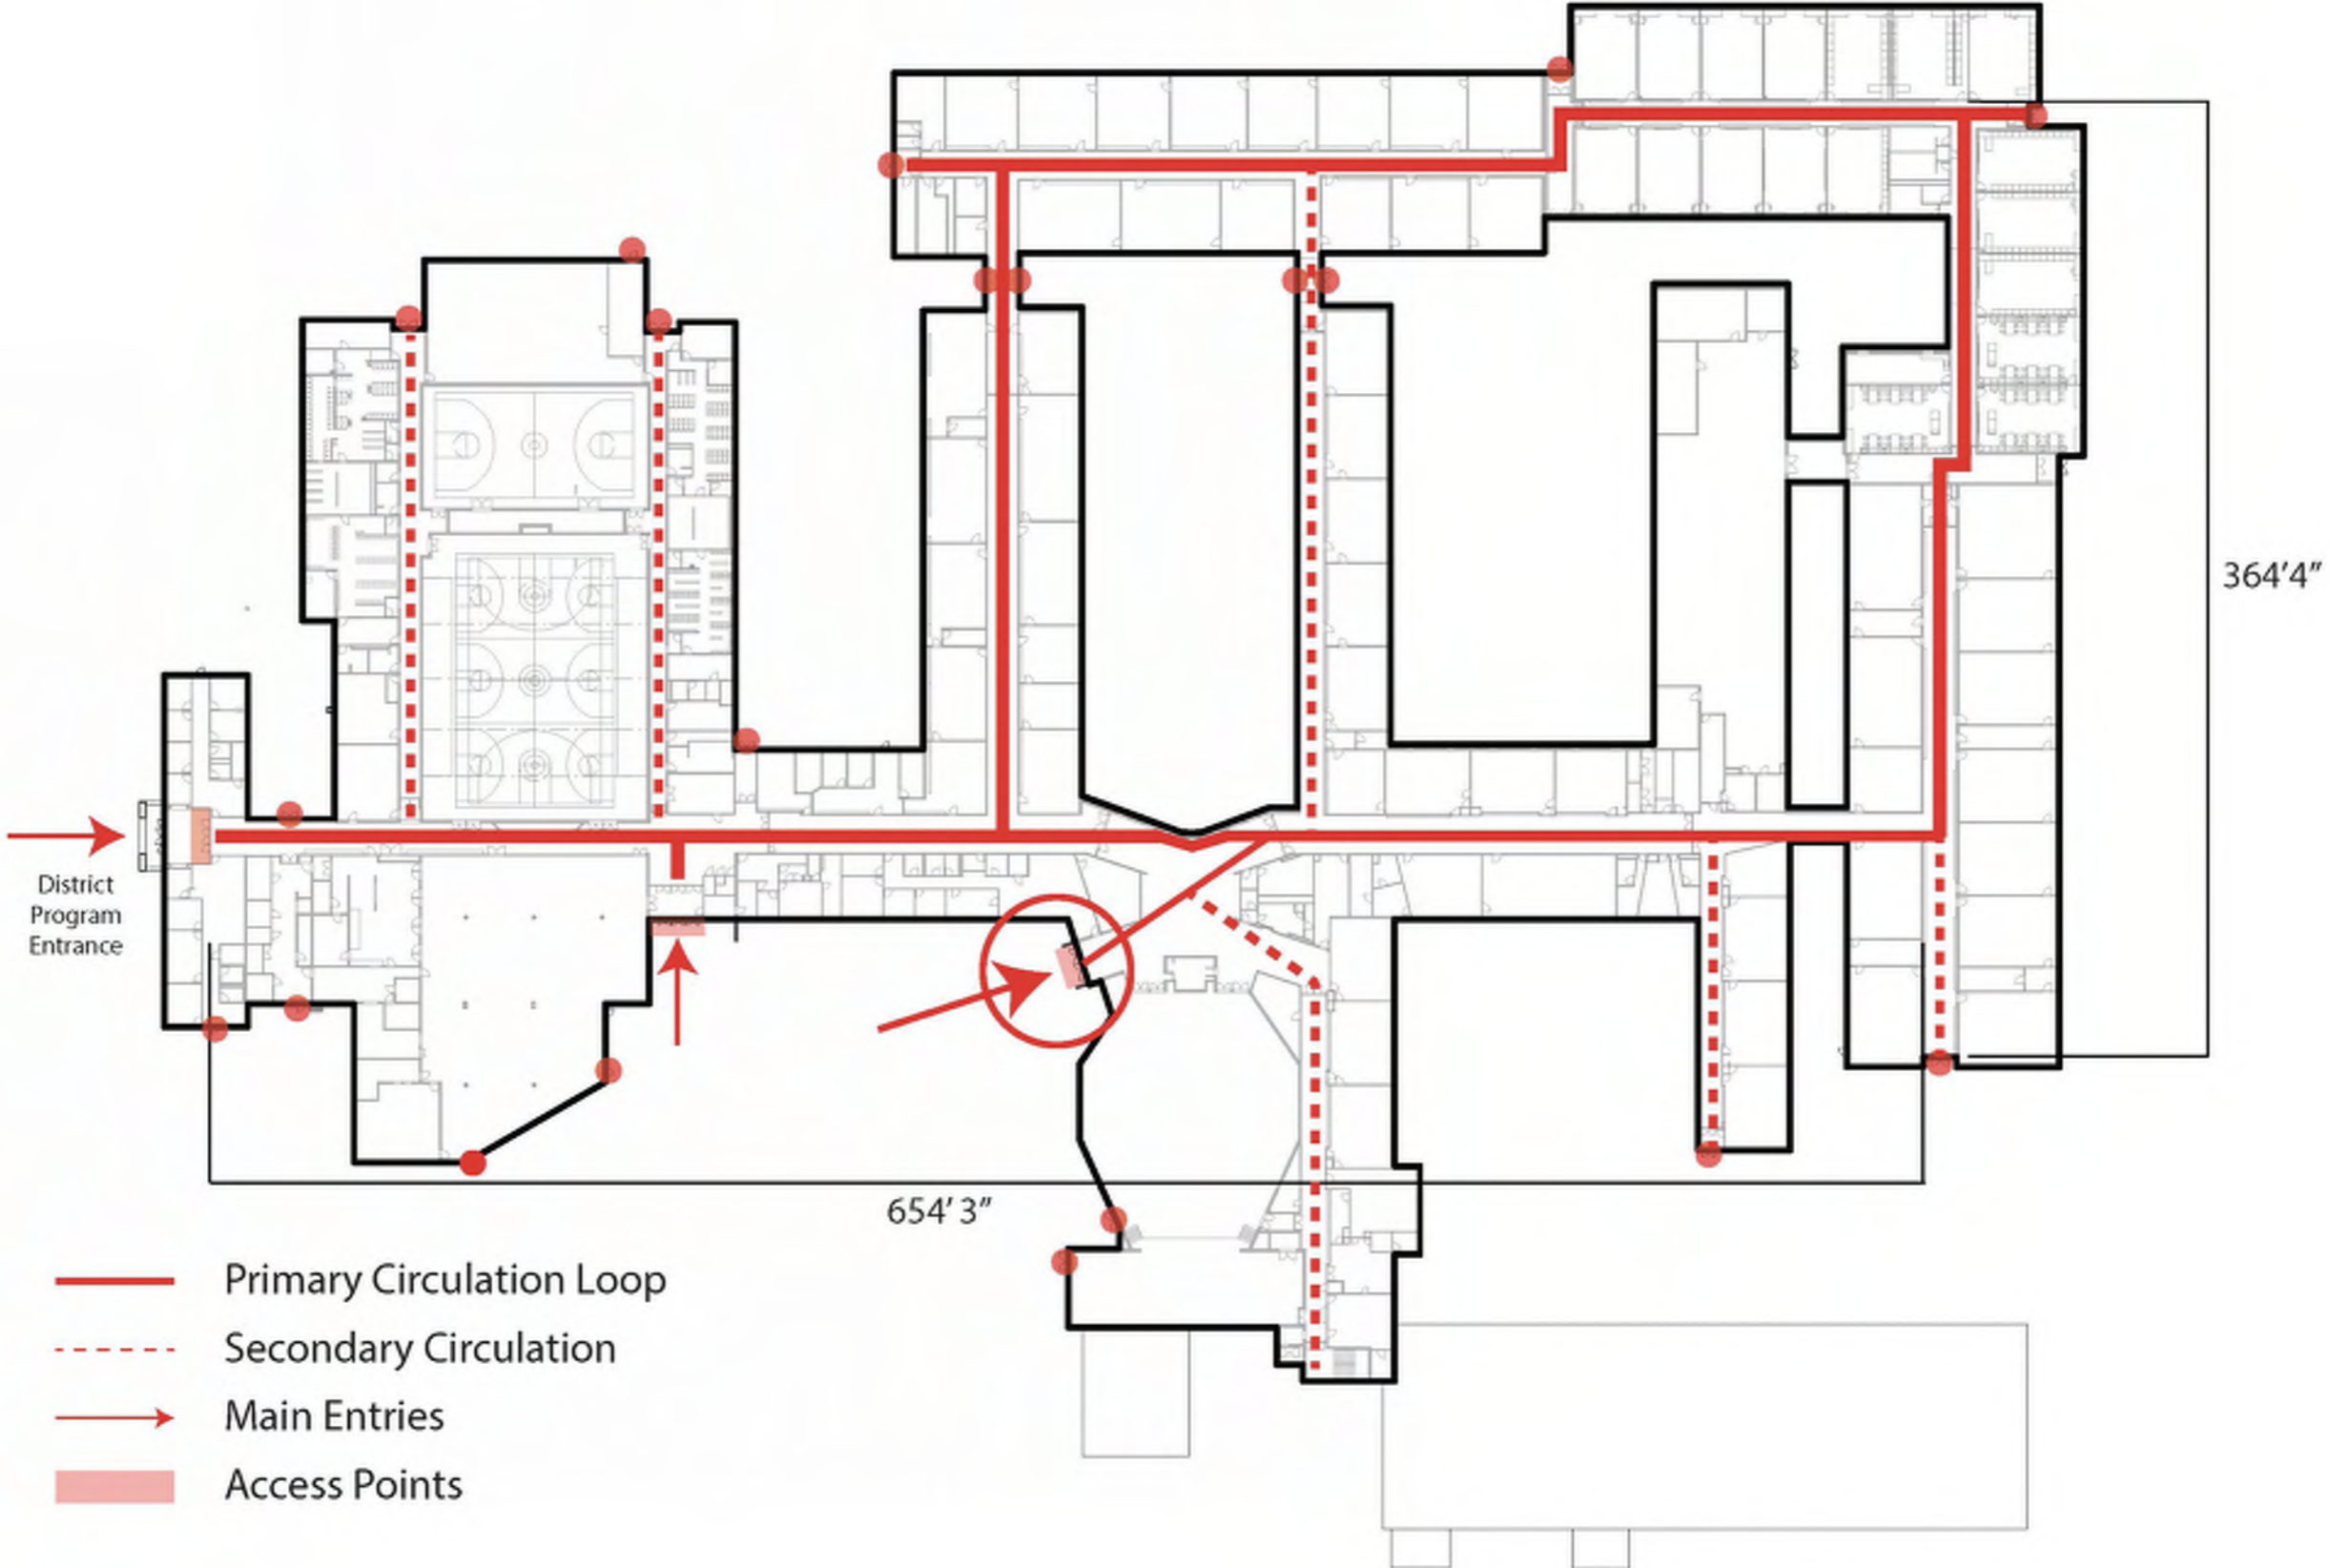 364'4"
District
Program
Entrance
654' 3"
Primary Circulation Loop
Secondary Circulation
Main Entries
Access Points